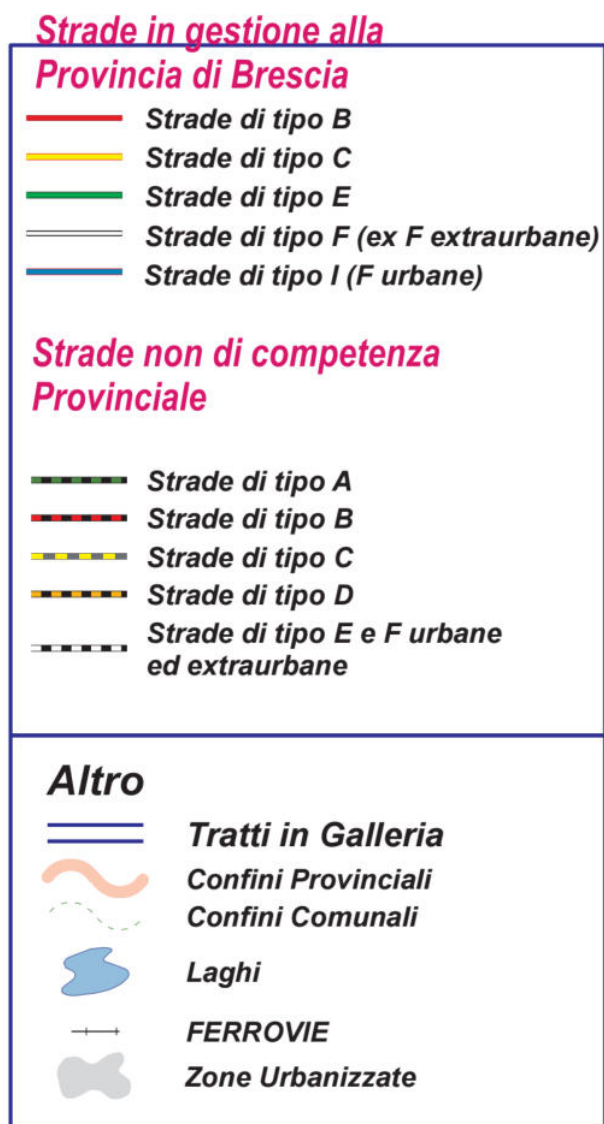 Strade in gestione alla
Provincia di Brescia
Strade di tipo B
Strade di tipo C
Strade di tipo E
Strade di tipo F (ex F extraurbane)
Strade di tipo I (F urbane)
Strade non di competenza
Provinciale
Strade di tipo A
Strade di tipo B
Strade di tipo C
Strade di tipo D
Strade di tipo E e F urbane
ed extraurbane
Altro
Tratti in Galleria
Confini Provinciali
Confini Comunali
Laghi
FERROVIE
Zone Urbanizzate